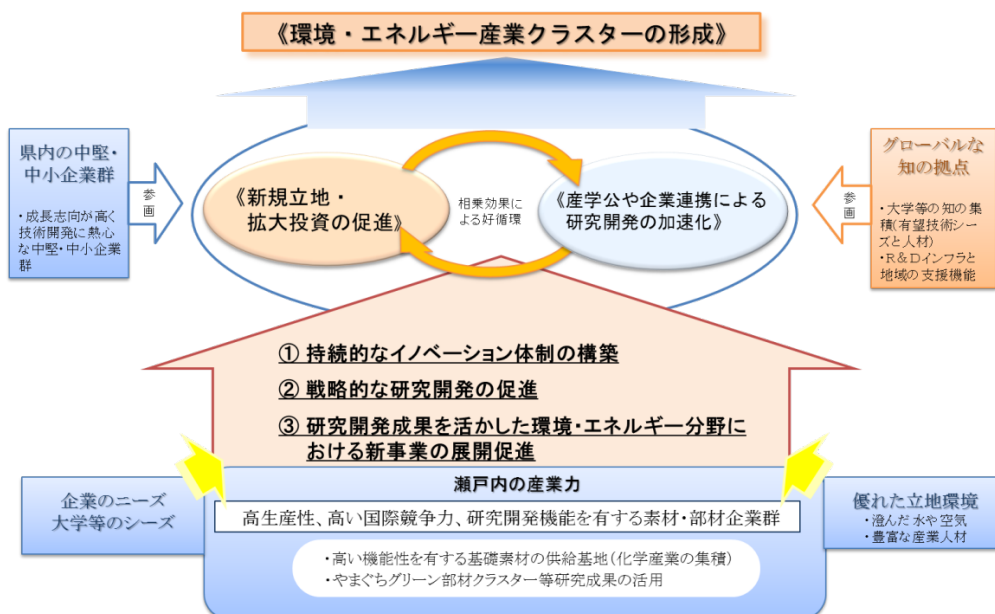 《環境・エネルギー産業クラスターの形成》
県内の中堅・
中小企業群
・成長志向が高く
技術開発に熱心
な中堅・中小企業
群
参画
《新規立地・
拡大投資の促進》
相乗効果に
よる好循環
《産学公や企業連携による
研究開発の加速化》
参画
グローバルな
知の拠点
・大学等の知の集
積(有望技術シー
ズと人材)
・R&Dインフラと
地域の支援機能
① 持続的なイノベーション体制の構築
② 戦略的な研究開発の促進
③ 研究開発成果を活かした環境・エネルギー分野に
おける新事業の展開促進
企業のニーズ
大学等のシーズ
瀬戸内の産業力
高生産性、高い国際競争力、研究開発機能を有する素材・部材企業群
・高い機能性を有する基礎素材の供給基地(化学産業の集積)
・やまぐちグリーン部材クラスター等研究成果の活用
優れた立地環境
・澄んだ水や空気
・豊富な産業人材